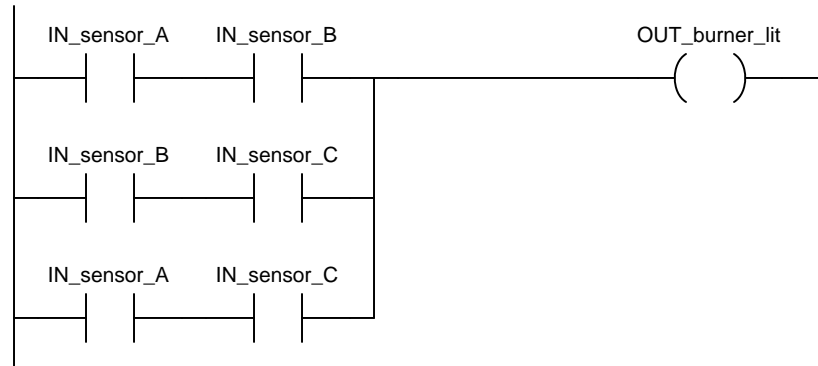 IN_sensor_A IN_sensor_B OUT_burner_lit
IN_sensor_B IN_sensor_C
IN_sensor_A IN_sensor_C